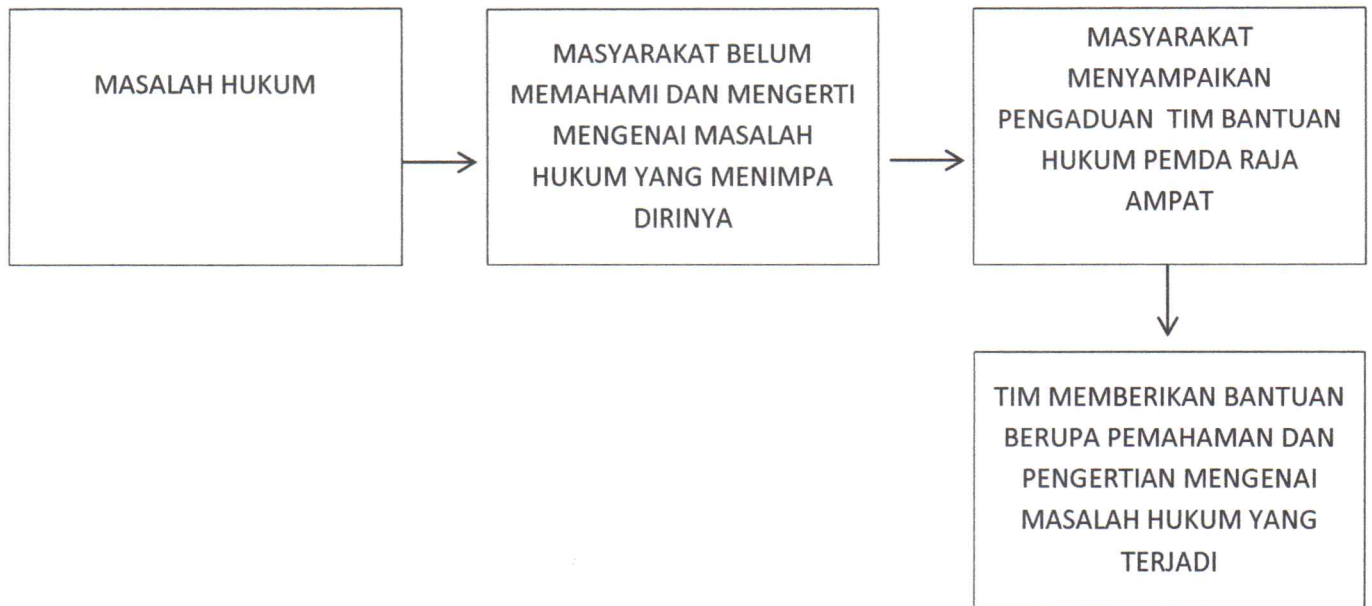 MASALAH HUKUM
MASYARAKAT BELUM
MEMAHAMI DAN MENGERTI
MENGENAI MASALAH
HUKUM YANG MENIMPA
DIRINYA
MASYARAKAT
MENYAMPAIKAN
PENGADUAN TIM BANTUAN
HUKUM PEMDA RAJA
AMPAT
TIM MEMBERIKAN BANTUAN
BERUPA PEMAHAMAN DAN
PENGERTIAN MENGENAI
MASALAH HUKUM YANG
TERJADI